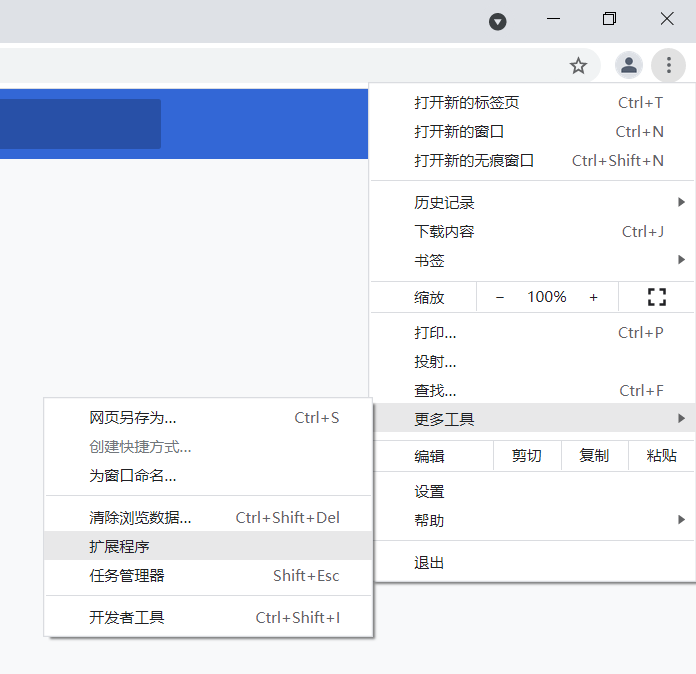 打开新的标签页 Ctrl+T
打开新的窗口 Ctrl+N
打开新的无痕窗口 Ctrl+Shift+N
历史记录
下载内容 Ctrl+J
书签
缩放 − 100% +
打印... Ctrl+P
投射...
查找... Ctrl+F
更多工具
编辑 剪切 复制 粘贴
设置
帮助
退出
网页另存为... Ctrl+S
创建快捷方式...
为窗口命名...
清除浏览数据... Ctrl+Shift+Del
扩展程序
任务管理器 Shift+Esc
开发者工具 Ctrl+Shift+I